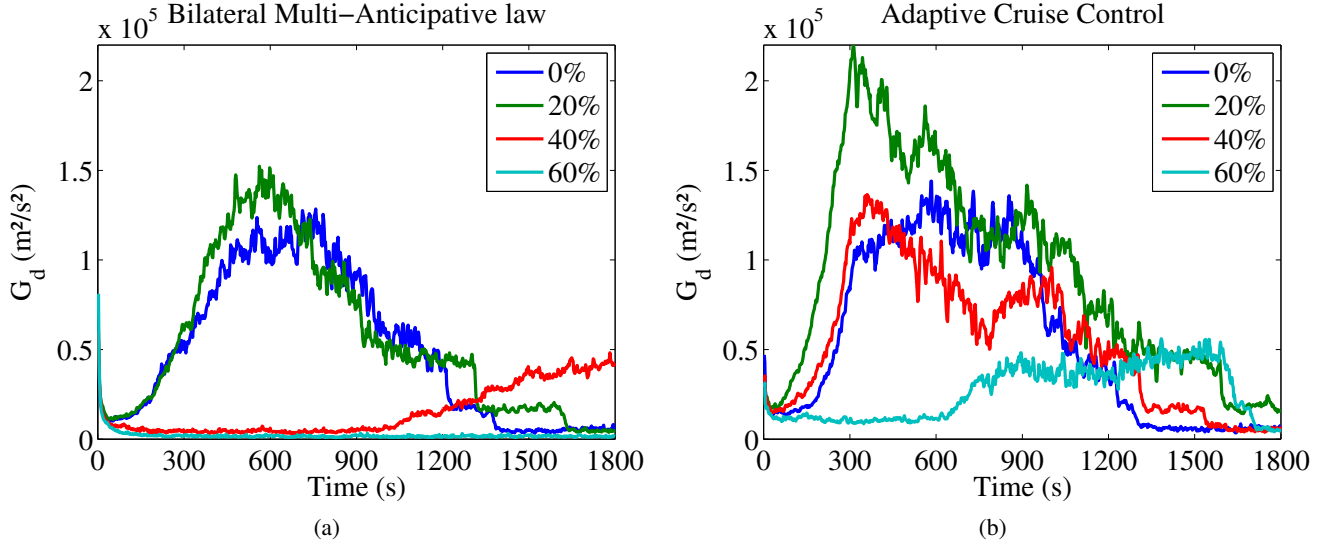 Bilateral Multi−Anticipative law
x 10⁵
2
1.5
1
0.5
0
G_d (m²/s²)
0 300 600 900 1200 1500 1800
Time (s)
0%
20%
40%
60%
(a)
Adaptive Cruise Control
x 10⁵
2
1.5
1
0.5
0
G_d (m²/s²)
0 300 600 900 1200 1500 1800
Time (s)
0%
20%
40%
60%
(b)